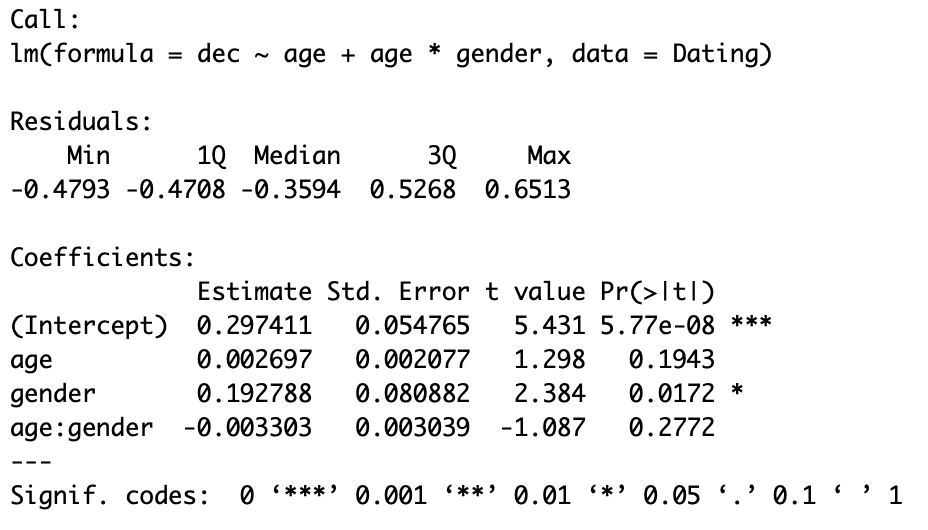 Call:
lm(formula = dec ~ age + age * gender, data = Dating)
Residuals:
Min 1Q Median 3Q Max
-0.4793 -0.4708 -0.3594 0.5268 0.6513
Coefficients:
Estimate Std. Error t value Pr(>|t|)
(Intercept) 0.297411 0.054765 5.431 5.77e-08 ***
age 0.002697 0.002077 1.298 0.1943
gender 0.192788 0.080882 2.384 0.0172 *
age:gender -0.003303 0.003039 -1.087 0.2772
---
Signif. codes: 0 ‘***’ 0.001 ‘**’ 0.01 ‘*’ 0.05 ‘.’ 0.1 ‘ ’ 1